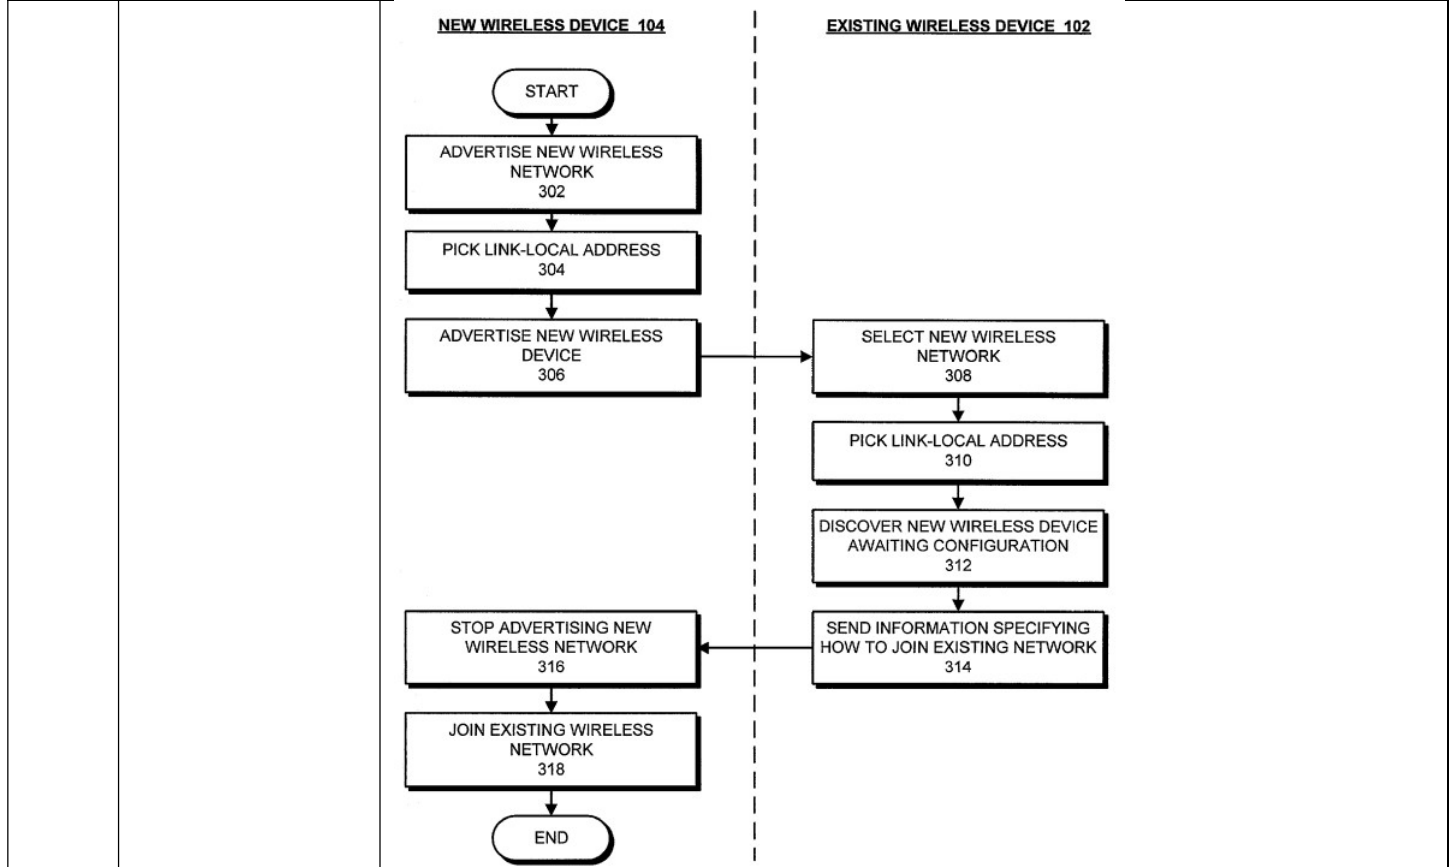 NEW WIRELESS DEVICE 104
EXISTING WIRELESS DEVICE 102
START
ADVERTISE NEW WIRELESS
NETWORK
302
PICK LINK-LOCAL ADDRESS
304
ADVERTISE NEW WIRELESS
DEVICE
306
SELECT NEW WIRELESS
NETWORK
308
PICK LINK-LOCAL ADDRESS
310
DISCOVER NEW WIRELESS DEVICE
AWAITING CONFIGURATION
312
SEND INFORMATION SPECIFYING
HOW TO JOIN EXISTING NETWORK
314
STOP ADVERTISING NEW
WIRELESS NETWORK
316
JOIN EXISTING WIRELESS
NETWORK
318
END